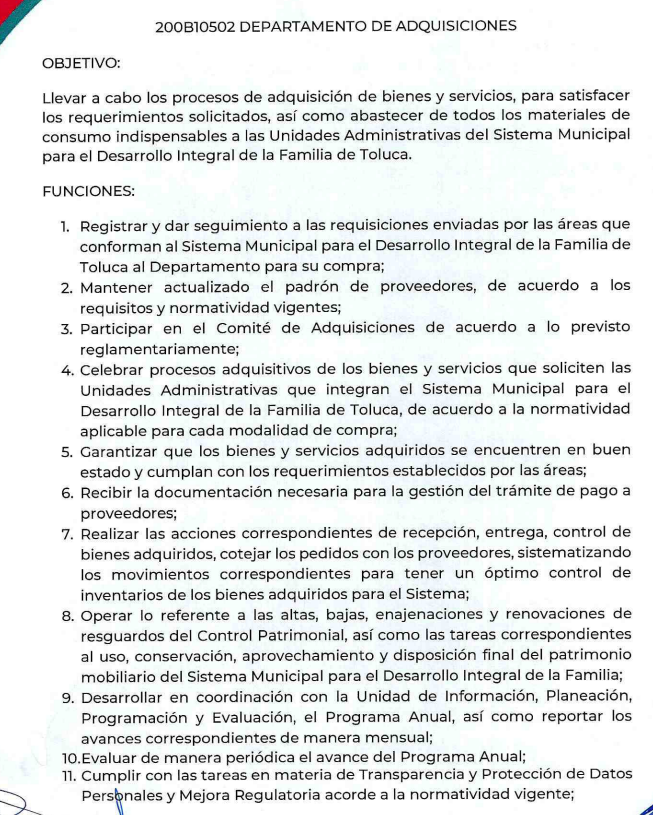 200B10502 DEPARTAMENTO DE ADQUISICIONES
OBJETIVO:
Llevar a cabo los procesos de adquisición de bienes y servicios, para satisfacer
los requerimientos solicitados, así como abastecer de todos los materiales de
consumo indispensables a las Unidades Administrativas del Sistema Municipal
para el Desarrollo Integral de la Familia de Toluca.
FUNCIONES:
1. Registrar y dar seguimiento a las requisiciones enviadas por las áreas que
conforman al Sistema Municipal para el Desarrollo Integral de la Familia de
Toluca al Departamento para su compra;
2. Mantener actualizado el padrón de proveedores, de acuerdo a los
requisitos y normatividad vigentes;
3. Participar en el Comité de Adquisiciones de acuerdo a lo previsto
reglamentariamente;
4. Celebrar procesos adquisitivos de los bienes y servicios que soliciten las
Unidades Administrativas que integran el Sistema Municipal para el
Desarrollo Integral de la Familia de Toluca, de acuerdo a la normatividad
aplicable para cada modalidad de compra;
5. Garantizar que los bienes y servicios adquiridos se encuentren en buen
estado y cumplan con los requerimientos establecidos por las áreas;
6. Recibir la documentación necesaria para la gestión del trámite de pago a
proveedores;
7. Realizar las acciones correspondientes de recepción, entrega, control de
bienes adquiridos, cotejar los pedidos con los proveedores, sistematizando
los movimientos correspondientes para tener un óptimo control de
inventarios de los bienes adquiridos para el Sistema;
8. Operar lo referente a las altas, bajas, enajenaciones y renovaciones de
resguardos del Control Patrimonial, así como las tareas correspondientes
al uso, conservación, aprovechamiento y disposición final del patrimonio
mobiliario del Sistema Municipal para el Desarrollo Integral de la Familia;
9. Desarrollar en coordinación con la Unidad de Información, Planeación,
Programación y Evaluación, el Programa Anual, así como reportar los
avances correspondientes de manera mensual;
10.Evaluar de manera periódica el avance del Programa Anual;
11. Cumplir con las tareas en materia de Transparencia y Protección de Datos
Personales y Mejora Regulatoria acorde a la normatividad vigente;